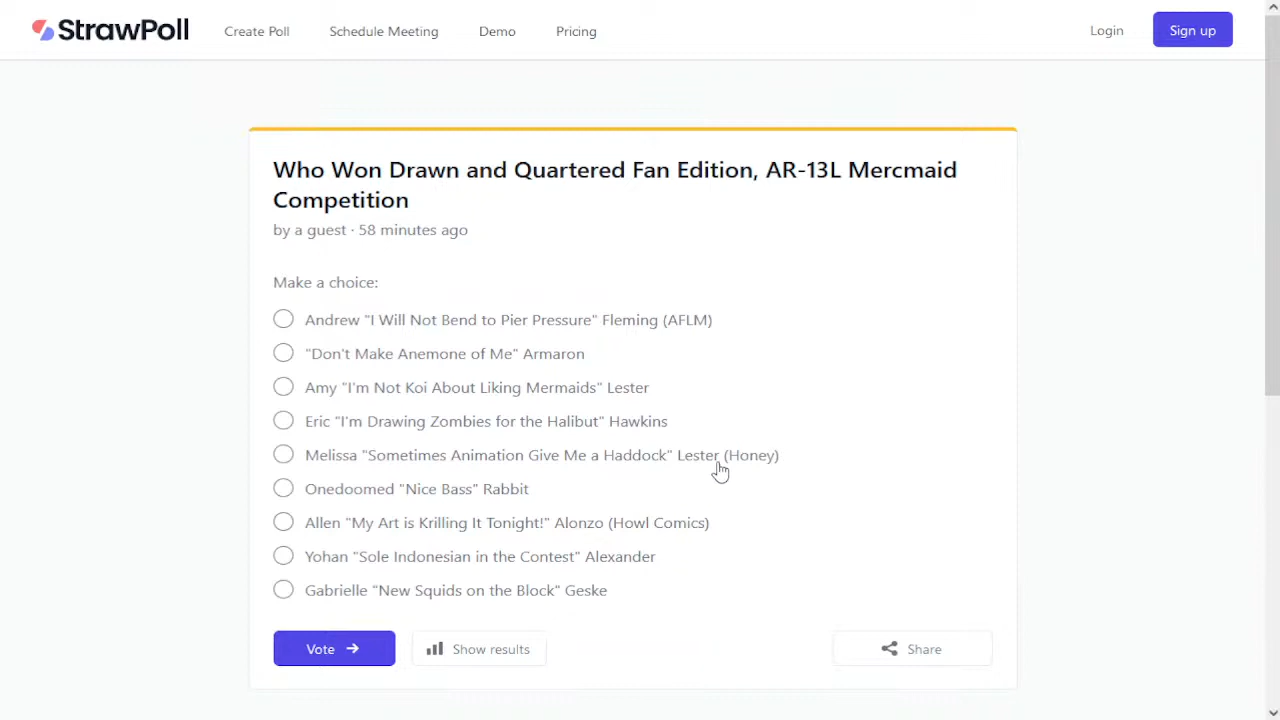 StrawPoll Create Poll Schedule Meeting Demo Pricing Login Sign up
Who Won Drawn and Quartered Fan Edition, AR-13L Mercmaid
Competition
by a guest · 58 minutes ago
Make a choice:
Andrew "I Will Not Bend to Pier Pressure" Fleming (AFLM)
"Don't Make Anemone of Me" Armaron
Amy "I'm Not Koi About Liking Mermaids" Lester
Eric "I'm Drawing Zombies for the Halibut" Hawkins
Melissa "Sometimes Animation Give Me a Haddock" Lester (Honey)
Onedoomed "Nice Bass" Rabbit
Allen "My Art is Krilling It Tonight!" Alonzo (Howl Comics)
Yohan "Sole Indonesian in the Contest" Alexander
Gabrielle "New Squids on the Block" Geske
Vote Show results Share